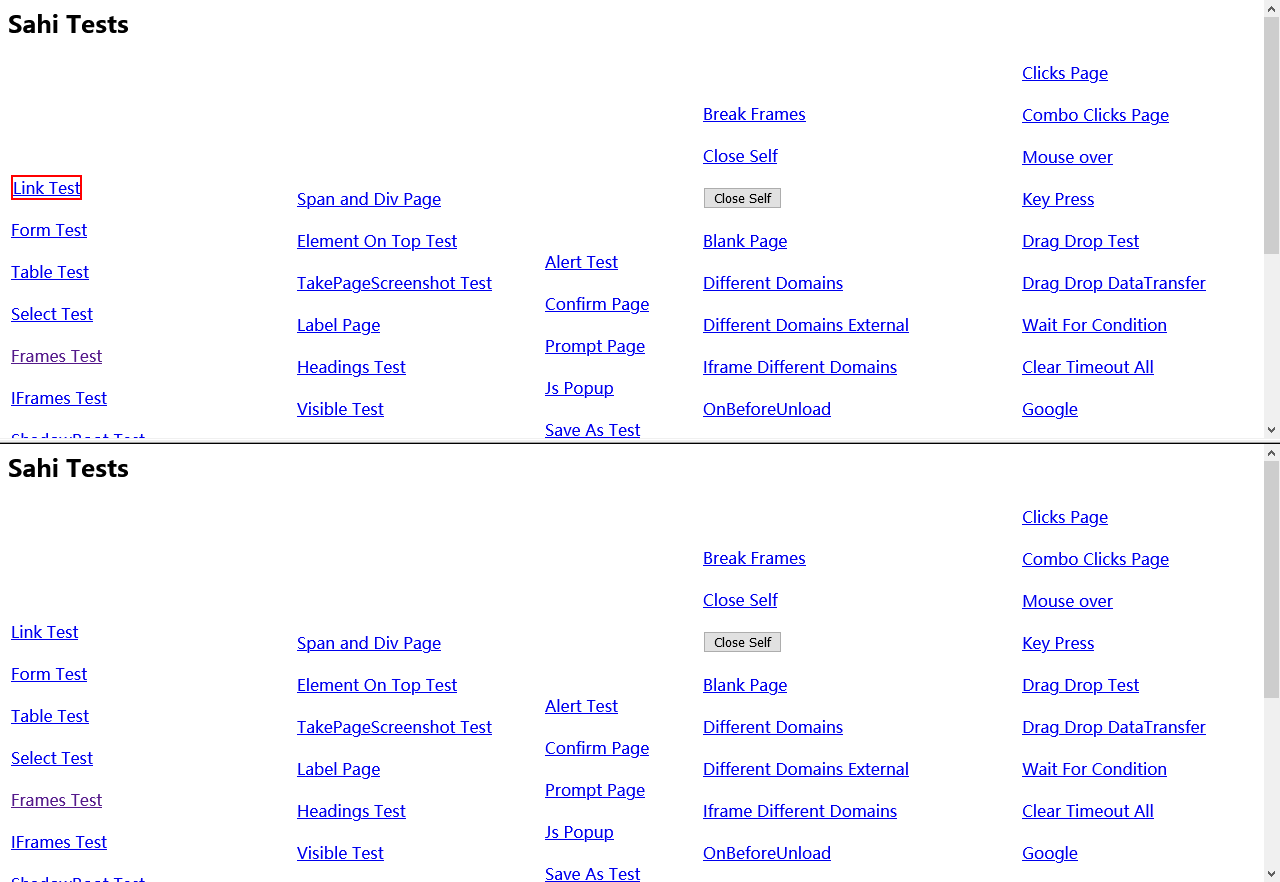 Sahi Tests
Link Test
Form Test
Table Test
Select Test
Frames Test
IFrames Test
ShadowRoot Test
Span and Div Page
Element On Top Test
TakePageScreenshot Test
Label Page
Headings Test
Visible Test
Alert Test
Confirm Page
Prompt Page
Js Popup
Save As Test
Break Frames
Close Self
Close Self
Blank Page
Different Domains
Different Domains External
Iframe Different Domains
OnBeforeUnload
Clicks Page
Combo Clicks Page
Mouse over
Key Press
Drag Drop Test
Drag Drop DataTransfer
Wait For Condition
Clear Timeout All
Google
Sahi Tests
Link Test
Form Test
Table Test
Select Test
Frames Test
IFrames Test
ShadowRoot Test
Span and Div Page
Element On Top Test
TakePageScreenshot Test
Label Page
Headings Test
Visible Test
Alert Test
Confirm Page
Prompt Page
Js Popup
Save As Test
Break Frames
Close Self
Close Self
Blank Page
Different Domains
Different Domains External
Iframe Different Domains
OnBeforeUnload
Clicks Page
Combo Clicks Page
Mouse over
Key Press
Drag Drop Test
Drag Drop DataTransfer
Wait For Condition
Clear Timeout All
Google